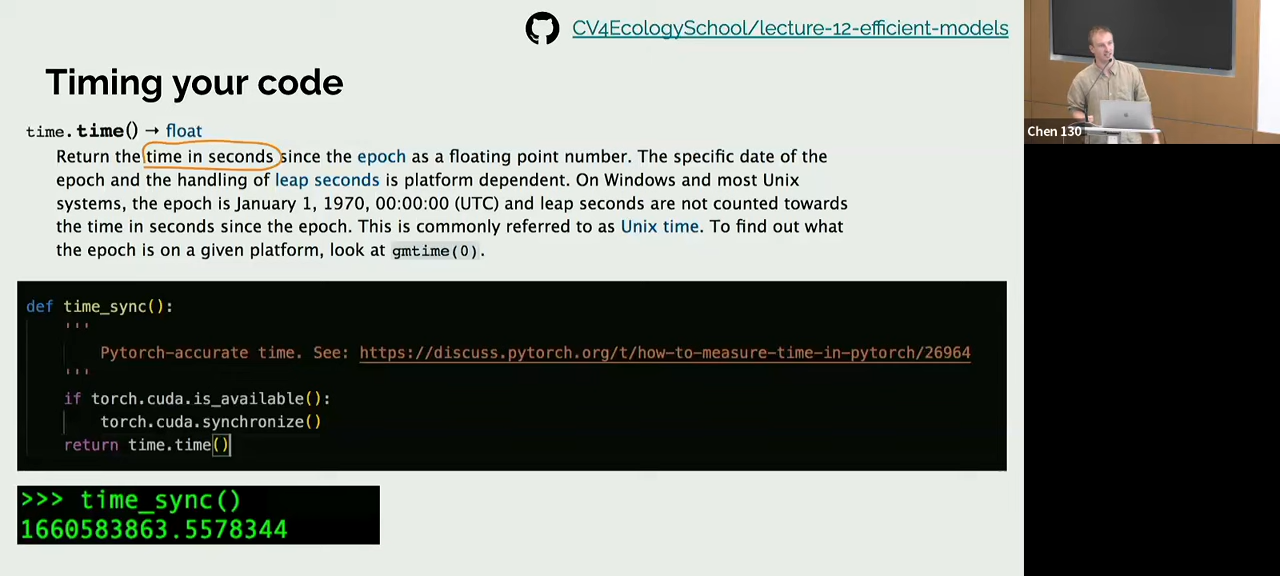 CV4EcologySchool/lecture-12-efficient-models
Timing your code
time.time() → float
Return the time in seconds since the epoch as a floating point number. The specific date of the
epoch and the handling of leap seconds is platform dependent. On Windows and most Unix
systems, the epoch is January 1, 1970, 00:00:00 (UTC) and leap seconds are not counted towards
the time in seconds since the epoch. This is commonly referred to as Unix time. To find out what
the epoch is on a given platform, look at gmtime(0).
def time_sync():
'''
Pytorch-accurate time. See: https://discuss.pytorch.org/t/how-to-measure-time-in-pytorch/26964
'''
if torch.cuda.is_available():
torch.cuda.synchronize()
return time.time()
>>> time_sync()
1660583863.5578344
Chen 130